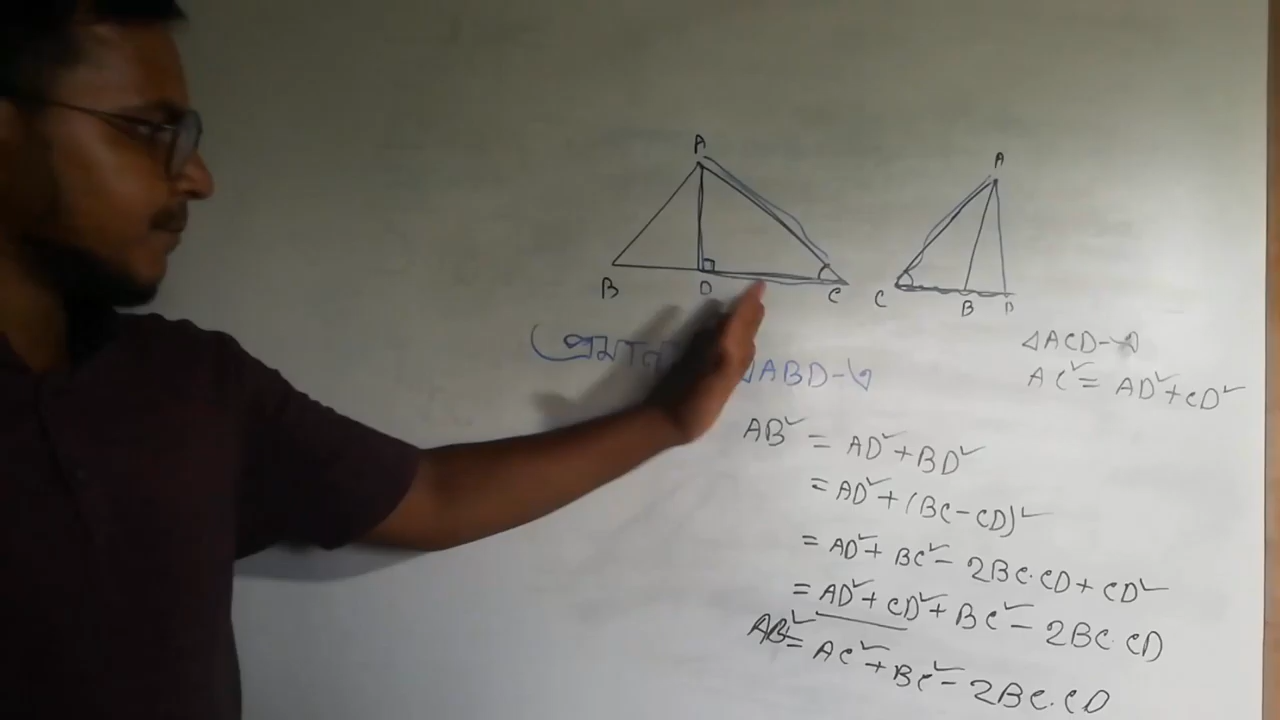 A
A
B D C
C B D
প্রমাণ ABD-এ
△ACD-এ
AC² = AD² + CD²
AB² = AD² + BD²
= AD² + (BC - CD)²
= AD² + BC² - 2BC·CD + CD²
= AD² + CD² + BC² - 2BC·CD
AB² = AC² + BC² - 2BC·CD